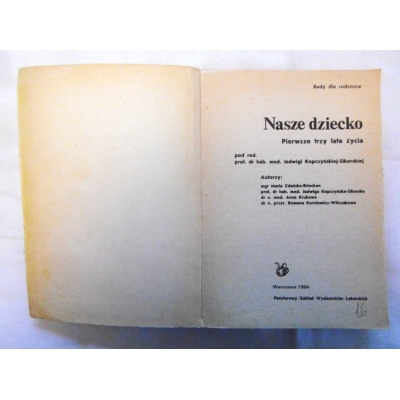 Rady dla rodziców
Nasze dziecko
Pierwsze trzy lata życia
pod red.
prof. dr hab. med. Jadwigi Kopczyńskiej-Sikorskiej
Autorzy:
mgr Maria Zdańska-Brincken
prof. dr hab. med. Jadwiga Kopczyńska-Sikorska
dr n. med. Anna Krukowa
dr n. przyr. Romana Kurniewicz-Witczakowa
Warszawa 1984
Państwowy Zakład Wydawnictw Lekarskich
16